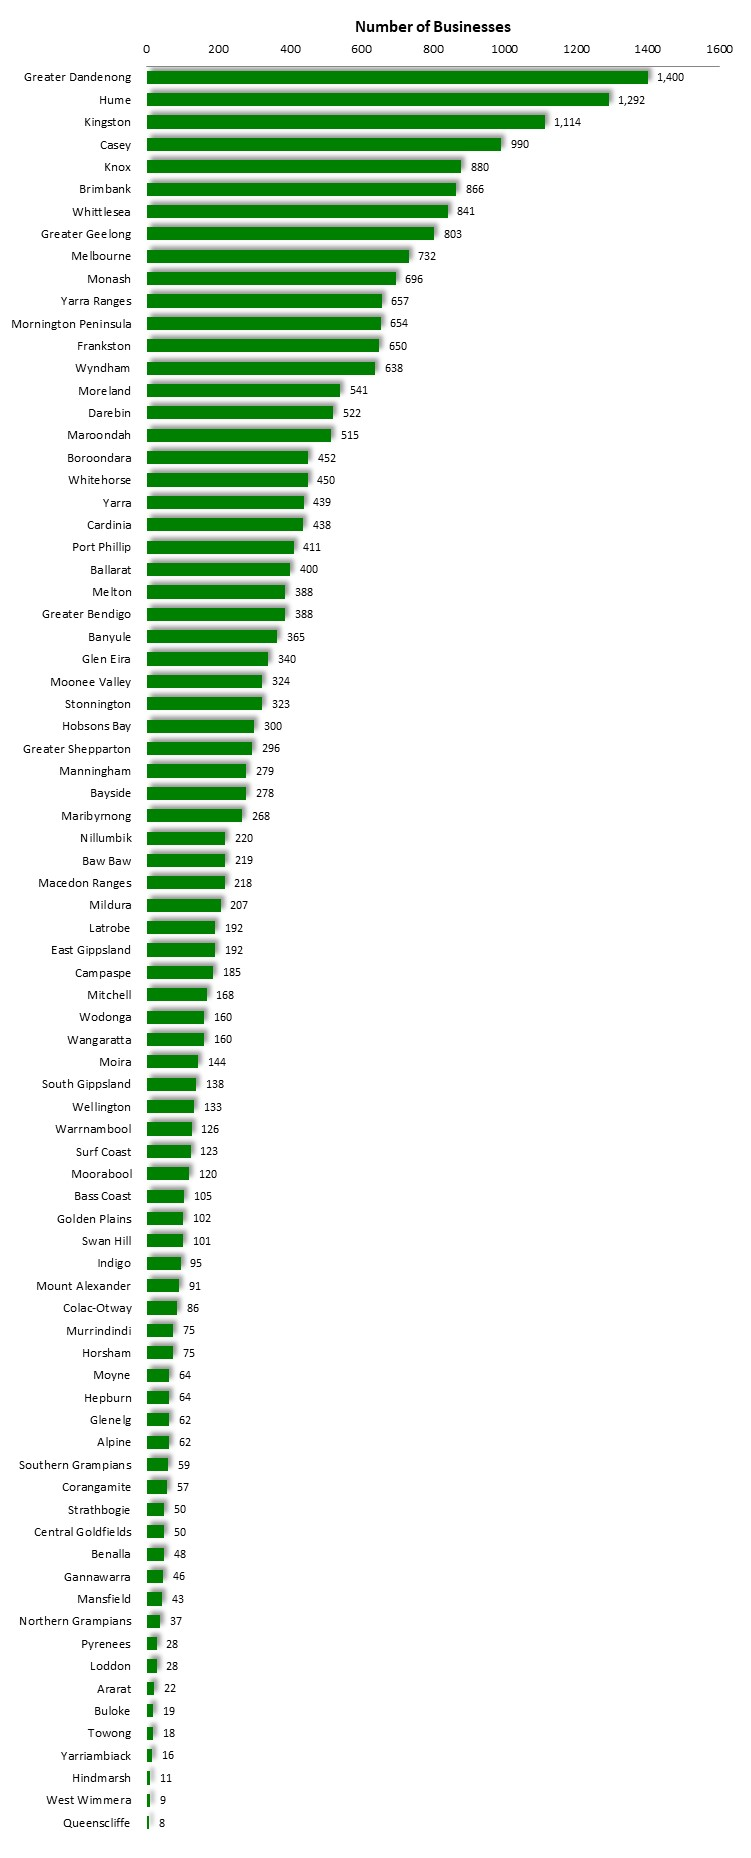 Number of Businesses
0 200 400 600 800 1000 1200 1400 1600
Greater Dandenong 1,400
Hume 1,292
Kingston 1,114
Casey 990
Knox 880
Brimbank 866
Whittlesea 841
Greater Geelong 803
Melbourne 732
Monash 696
Yarra Ranges 657
Mornington Peninsula 654
Frankston 650
Wyndham 638
Moreland 541
Darebin 522
Maroondah 515
Boroondara 452
Whitehorse 450
Yarra 439
Cardinia 438
Port Phillip 411
Ballarat 400
Melton 388
Greater Bendigo 388
Banyule 365
Glen Eira 340
Moonee Valley 324
Stonnington 323
Hobsons Bay 300
Greater Shepparton 296
Manningham 279
Bayside 278
Maribyrnong 268
Nillumbik 220
Baw Baw 219
Macedon Ranges 218
Mildura 207
Latrobe 192
East Gippsland 192
Campaspe 185
Mitchell 168
Wodonga 160
Wangaratta 160
Moira 144
South Gippsland 138
Wellington 133
Warrnambool 126
Surf Coast 123
Moorabool 120
Bass Coast 105
Golden Plains 102
Swan Hill 101
Indigo 95
Mount Alexander 91
Colac-Otway 86
Murrindindi 75
Horsham 75
Moyne 64
Hepburn 64
Glenelg 62
Alpine 62
Southern Grampians 59
Corangamite 57
Strathbogie 50
Central Goldfields 50
Benalla 48
Gannawarra 46
Mansfield 43
Northern Grampians 37
Pyrenees 28
Loddon 28
Ararat 22
Buloke 19
Towong 18
Yarriambiack 16
Hindmarsh 11
West Wimmera 9
Queenscliffe 8